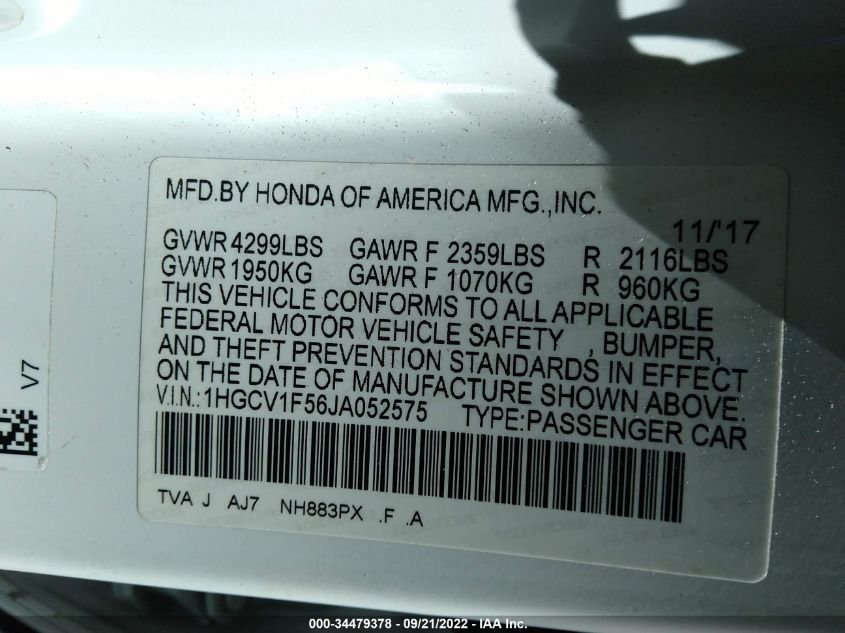 MFD.BY HONDA OF AMERICA MFG.,INC.
11/'17
GVWR 4299LBS GAWR F 2359LBS R 2116LBS
GVWR 1950KG GAWR F 1070KG R 960KG
THIS VEHICLE CONFORMS TO ALL APPLICABLE
FEDERAL MOTOR VEHICLE SAFETY , BUMPER,
AND THEFT PREVENTION STANDARDS IN EFFECT
ON THE DATE OF MANUFACTURE SHOWN ABOVE.
V.I.N.:1HGCV1F56JA052575 TYPE:PASSENGER CAR
TVA J AJ7 NH883PX .F .A
V7
000-34479378 - 09/21/2022 - IAA Inc.